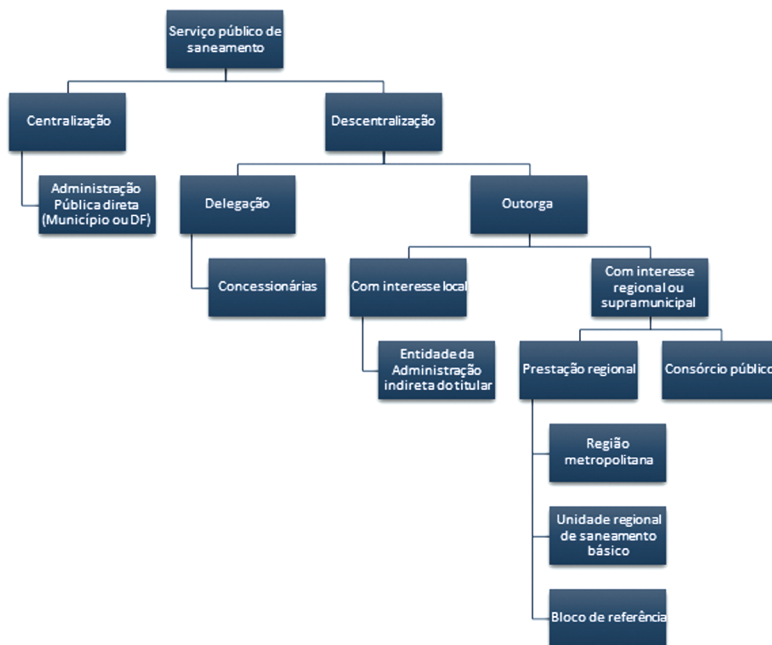 Serviço público de
saneamento
Centralização
Descentralização
Administração
Pública direta
(Município ou DF)
Delegação
Outorga
Concessionárias
Com interesse local
Com interesse
regional ou
supramunicipal
Entidade da
Administração
indireta do titular
Prestação regional
Consórcio público
Região
metropolitana
Unidade regional
de saneamento
básico
Bloco de referência